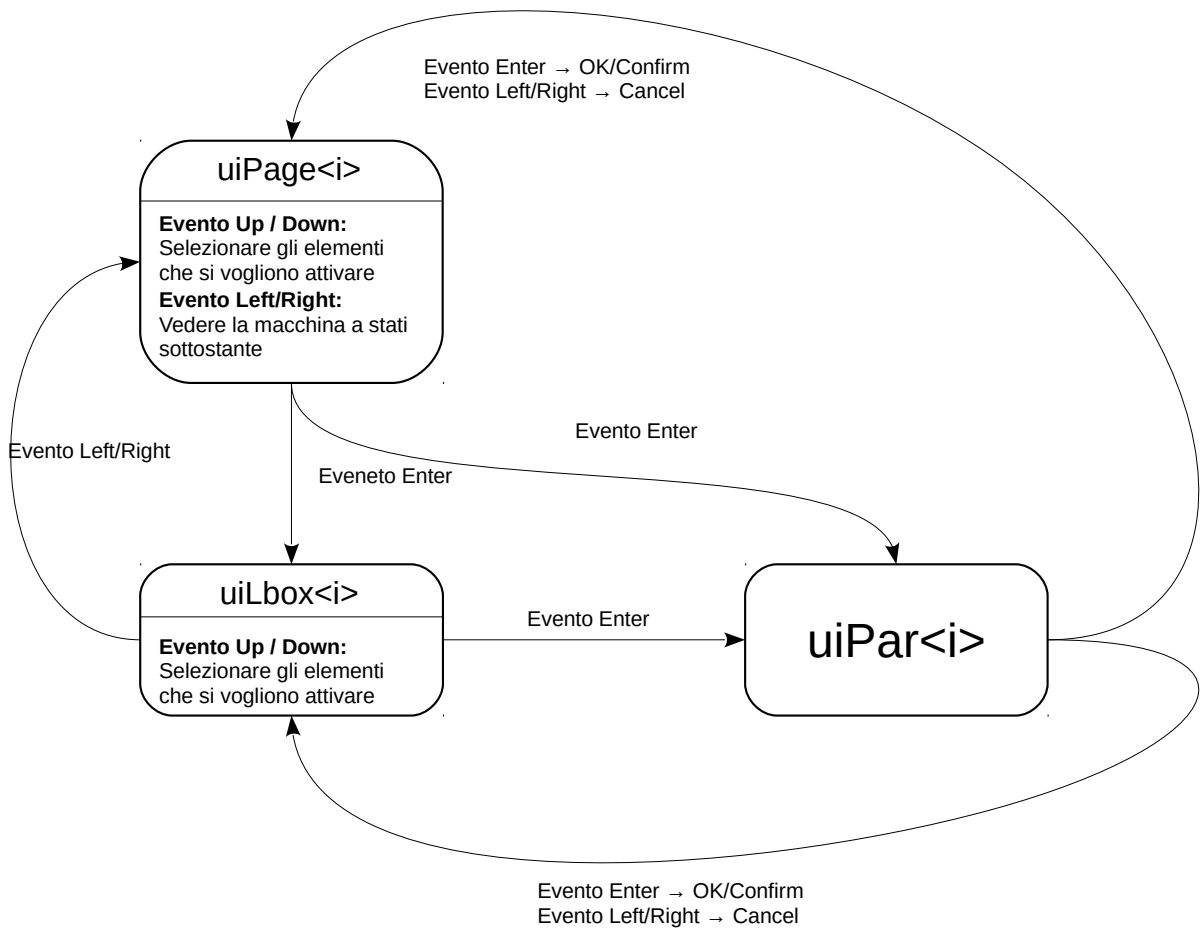 Evento Enter → OK/Confirm
Evento Left/Right → Cancel
uiPage<i>
Evento Up / Down:
Selezionare gli elementi
che si vogliono attivare
Evento Left/Right:
Vedere la macchina a stati
sottostante
Evento Enter
Evento Left/Right
Eveneto Enter
uiLbox<i>
Evento Up / Down:
Selezionare gli elementi
che si vogliono attivare
Evento Enter
uiPar<i>
Evento Enter → OK/Confirm
Evento Left/Right → Cancel